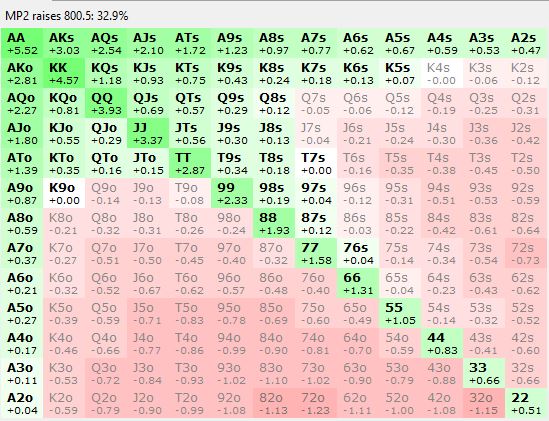 MP2 raises 800.5: 32.9%
AA AKs AQs AJs ATs A9s A8s A7s A6s A5s A4s A3s A2s
+5.52 +3.03 +2.54 +2.10 +1.72 +1.23 +0.97 +0.77 +0.62 +0.67 +0.59 +0.53 +0.47
AKo KK KQs KJs KTs K9s K8s K7s K6s K5s K4s K3s K2s
+2.81 +4.57 +1.18 +0.93 +0.75 +0.43 +0.24 +0.18 +0.13 +0.07 -0.00 -0.06 -0.12
AQo KQo QQ QJs QTs Q9s Q8s Q7s Q6s Q5s Q4s Q3s Q2s
+2.27 +0.81 +3.93 +0.69 +0.57 +0.29 +0.12 -0.05 -0.06 -0.12 -0.19 -0.25 -0.31
AJo KJo QJo JJ JTs J9s J8s J7s J6s J5s J4s J3s J2s
+1.80 +0.55 +0.29 +3.37 +0.56 +0.30 +0.13 -0.04 -0.21 -0.24 -0.30 -0.36 -0.42
ATo KTo QTo JTo TT T9s T8s T7s T6s T5s T4s T3s T2s
+1.39 +0.35 +0.16 +0.15 +2.87 +0.34 +0.18 +0.00 -0.16 -0.35 -0.38 -0.45 -0.50
A9o K9o Q9o J9o T9o 99 98s 97s 96s 95s 94s 93s 92s
+0.87 +0.00 -0.14 -0.13 -0.08 +2.33 +0.19 +0.04 -0.12 -0.31 -0.51 -0.45 -0.59
A8o K8o Q8o J8o T8o 98o 88 87s 86s 85s 84s 83s 82s
+0.59 -0.21 -0.32 -0.31 -0.26 -0.24 +1.93 +0.12 -0.03 -0.22 -0.42 -0.61 -0.64
A7o K7o Q7o J7o T7o 97o 87o 77 76s 75s 74s 73s 72s
+0.37 -0.27 -0.51 -0.50 -0.45 -0.40 -0.32 +1.58 +0.04 -0.14 -0.34 -0.54 -0.73
A6o K6o Q6o J6o T6o 96o 86o 76o 66 65s 64s 63s 62s
+0.21 -0.32 -0.52 -0.67 -0.62 -0.57 -0.48 -0.40 +1.31 -0.04 -0.23 -0.43 -0.62
A5o K5o Q5o J5o T5o 95o 85o 75o 65o 55 54s 53s 52s
+0.27 -0.39 -0.59 -0.71 -0.83 -0.78 -0.69 -0.60 -0.49 +1.05 -0.14 -0.32 -0.52
A4o K4o Q4o J4o T4o 94o 84o 74o 64o 54o 44 43s 42s
+0.17 -0.46 -0.66 -0.77 -0.86 -0.99 -0.90 -0.81 -0.70 -0.59 +0.83 -0.41 -0.60
A3o K3o Q3o J3o T3o 93o 83o 73o 63o 53o 43o 33 32s
+0.11 -0.53 -0.72 -0.84 -0.93 -1.02 -1.10 -1.02 -0.90 -0.79 -0.88 +0.66 -0.66
A2o K2o Q2o J2o T2o 92o 82o 72o 62o 52o 42o 32o 22
+0.04 -0.59 -0.79 -0.90 -0.99 -1.08 -1.13 -1.23 -1.11 -1.00 -1.08 -1.15 +0.51